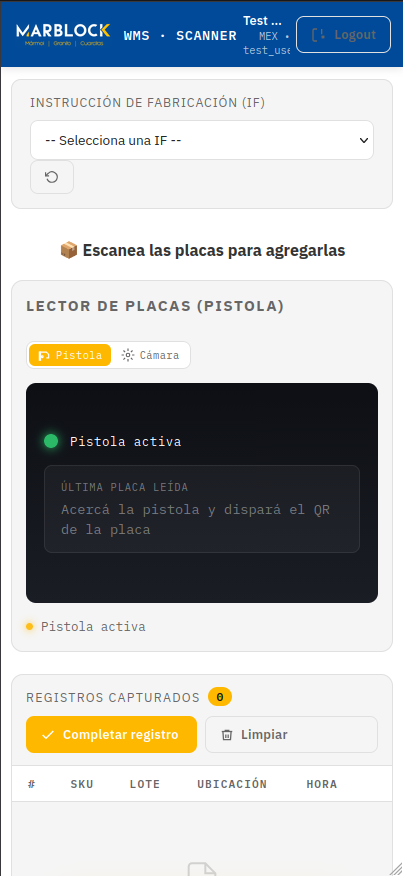 MARBLOCK
Mármol | Granito | Cuarcitas
WMS · SCANNER
Test ...
MEX •
test_use
Logout
INSTRUCCIÓN DE FABRICACIÓN (IF)
-- Selecciona una IF --
📦 Escanea las placas para agregarlas
LECTOR DE PLACAS (PISTOLA)
Pistola
Cámara
Pistola activa
ÚLTIMA PLACA LEÍDA
Acercá la pistola y dispará el QR
de la placa
Pistola activa
REGISTROS CAPTURADOS 0
Completar registro
Limpiar
# SKU LOTE UBICACIÓN HORA